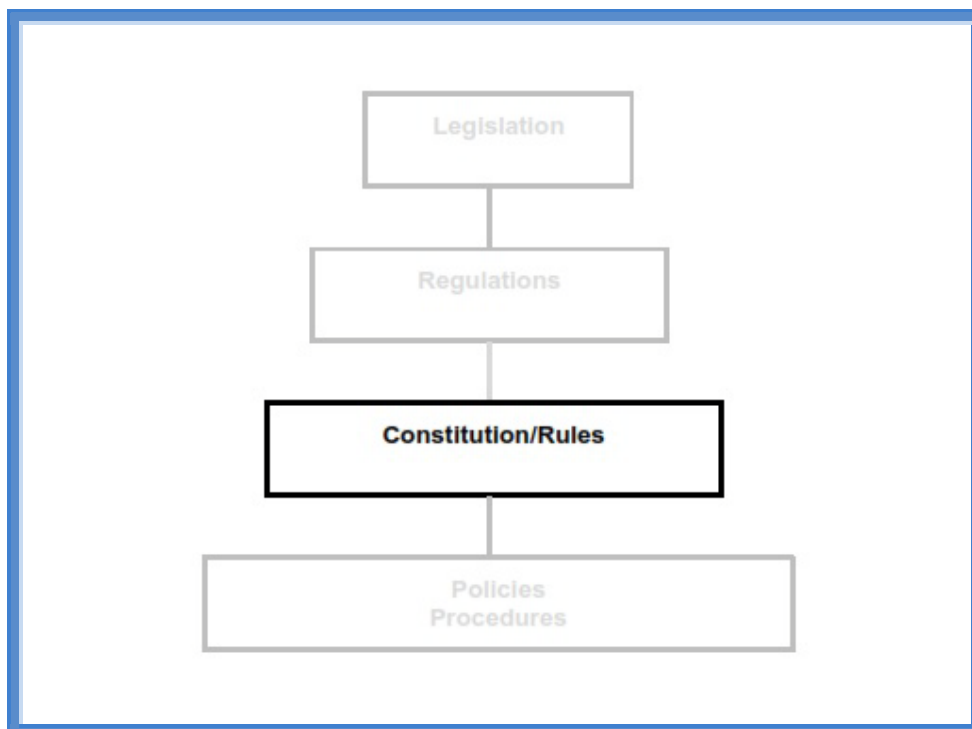 Legislation
Regulations
Constitution/Rules
Policies
Procedures